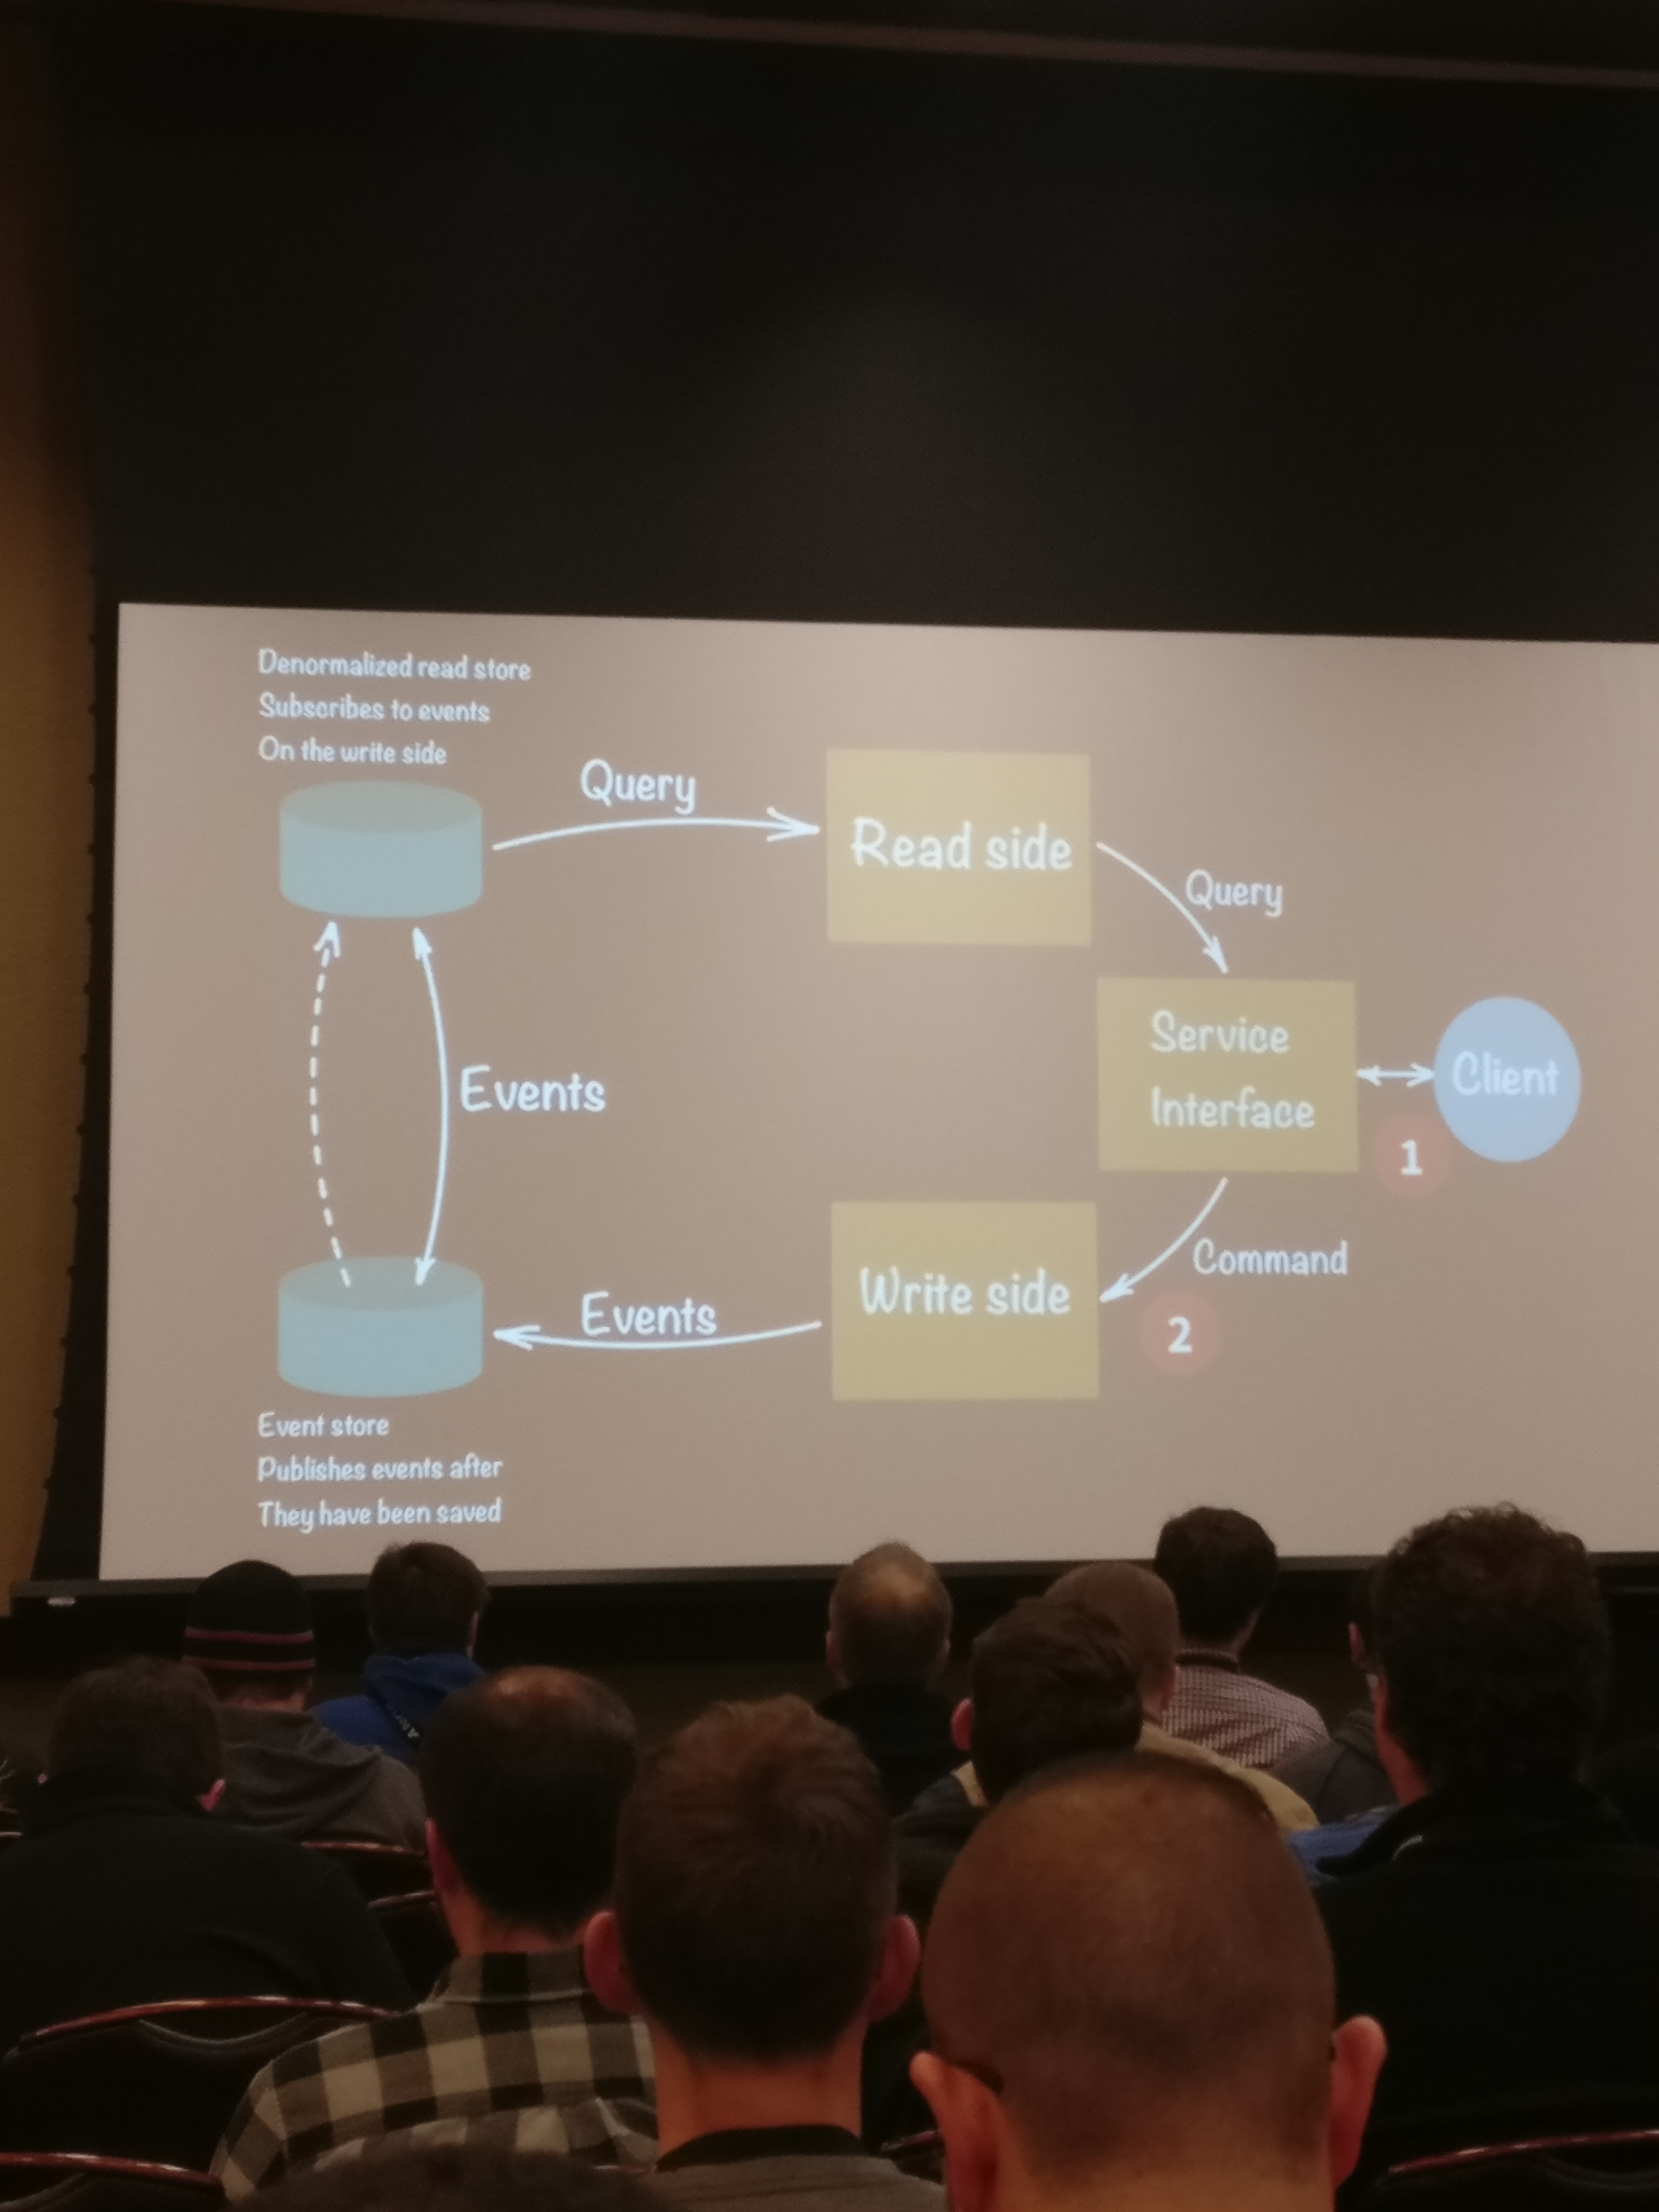 Denormalized read store
Subscribes to events
On the write side
Query
Read side
Query
Service
Interface
Client
1
Events
Command
Write side
2
Events
Event store
Publishes events after
They have been saved